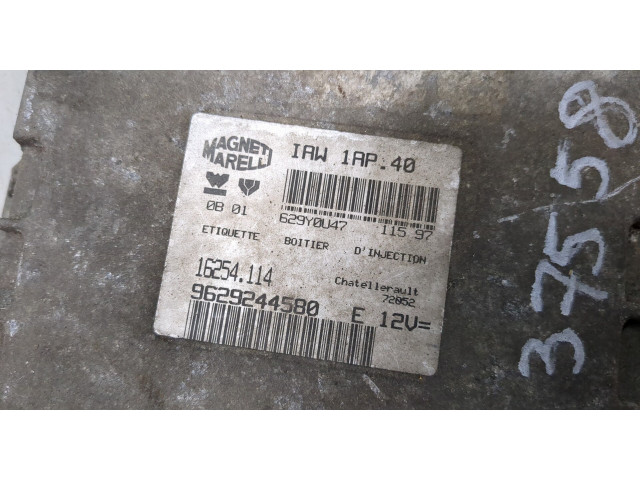 MAGNETI
MARELLI
IAW 1AP.40
0B 01
629Y0U47
115 97
ETIQUETTE BOITIER D'INJECTION
16254.114
Chatellerault
72052
9629244580
E 12V=
37558